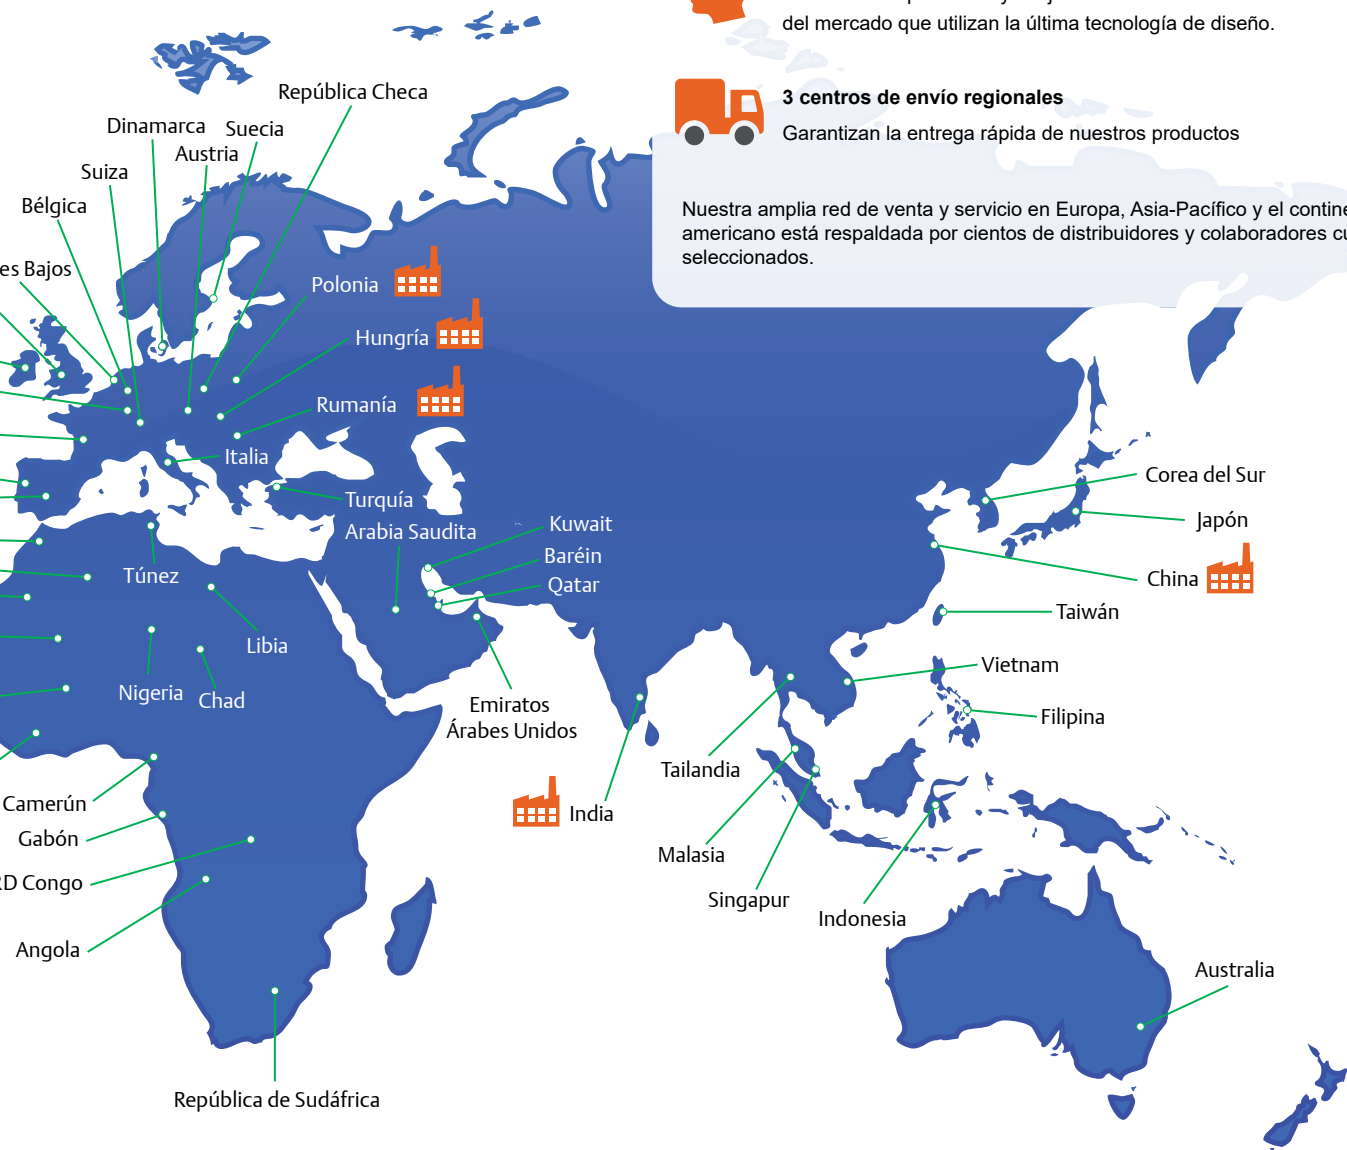 del mercado que utilizan la última tecnología de diseño.
3 centros de envío regionales
Garantizan la entrega rápida de nuestros productos
Nuestra amplia red de venta y servicio en Europa, Asia-Pacífico y el
americano está respaldada por cientos de distribuidores y colaboradores
seleccionados.
República Checa
Dinamarca
Suecia
Austria
Suiza
Bélgica
Bajos
Polonia
Hungría
Rumanía
Italia
Turquía
Arabia Saudita
Kuwait
Baréin
Qatar
Túnez
Libia
Nigeria
Chad
Emiratos
Árabes Unidos
Camerún
Gabón
Congo
Angola
República de Sudáfrica
India
Corea del Sur
Japón
China
Taiwán
Vietnam
Filipina
Tailandia
Malasia
Singapur
Indonesia
Australia